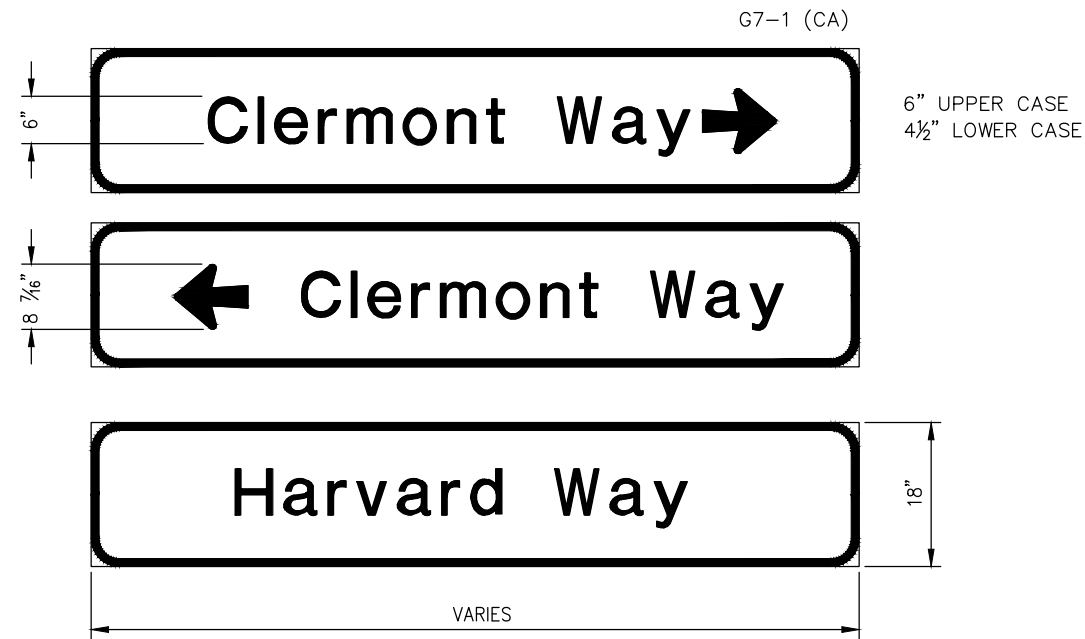 G7-1 (CA)
6"
Clermont Way
6" UPPER CASE
4½" LOWER CASE
8 7/16"
Clermont Way
Harvard Way
18"
VARIES